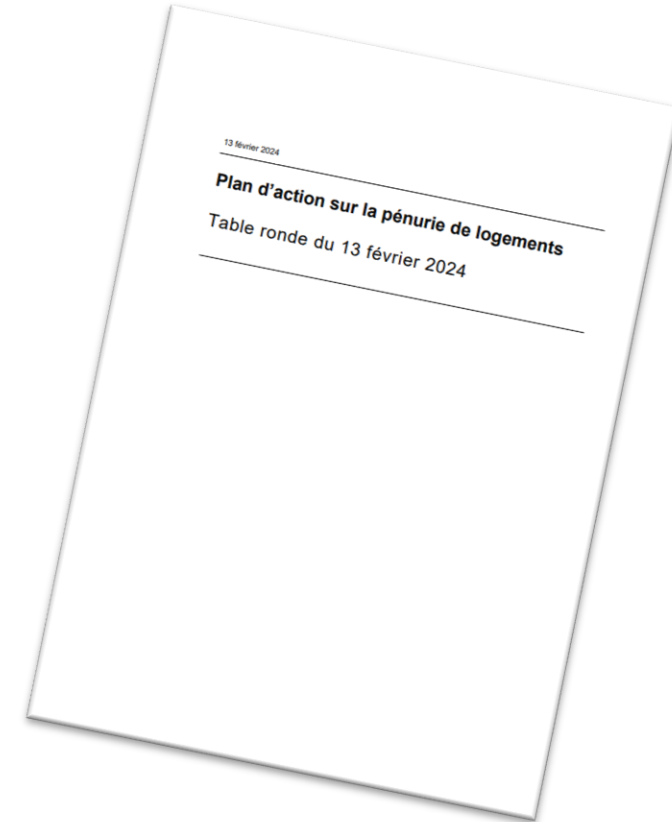 13 février 2024
Plan d'action sur la pénurie de logements
Table ronde du 13 février 2024